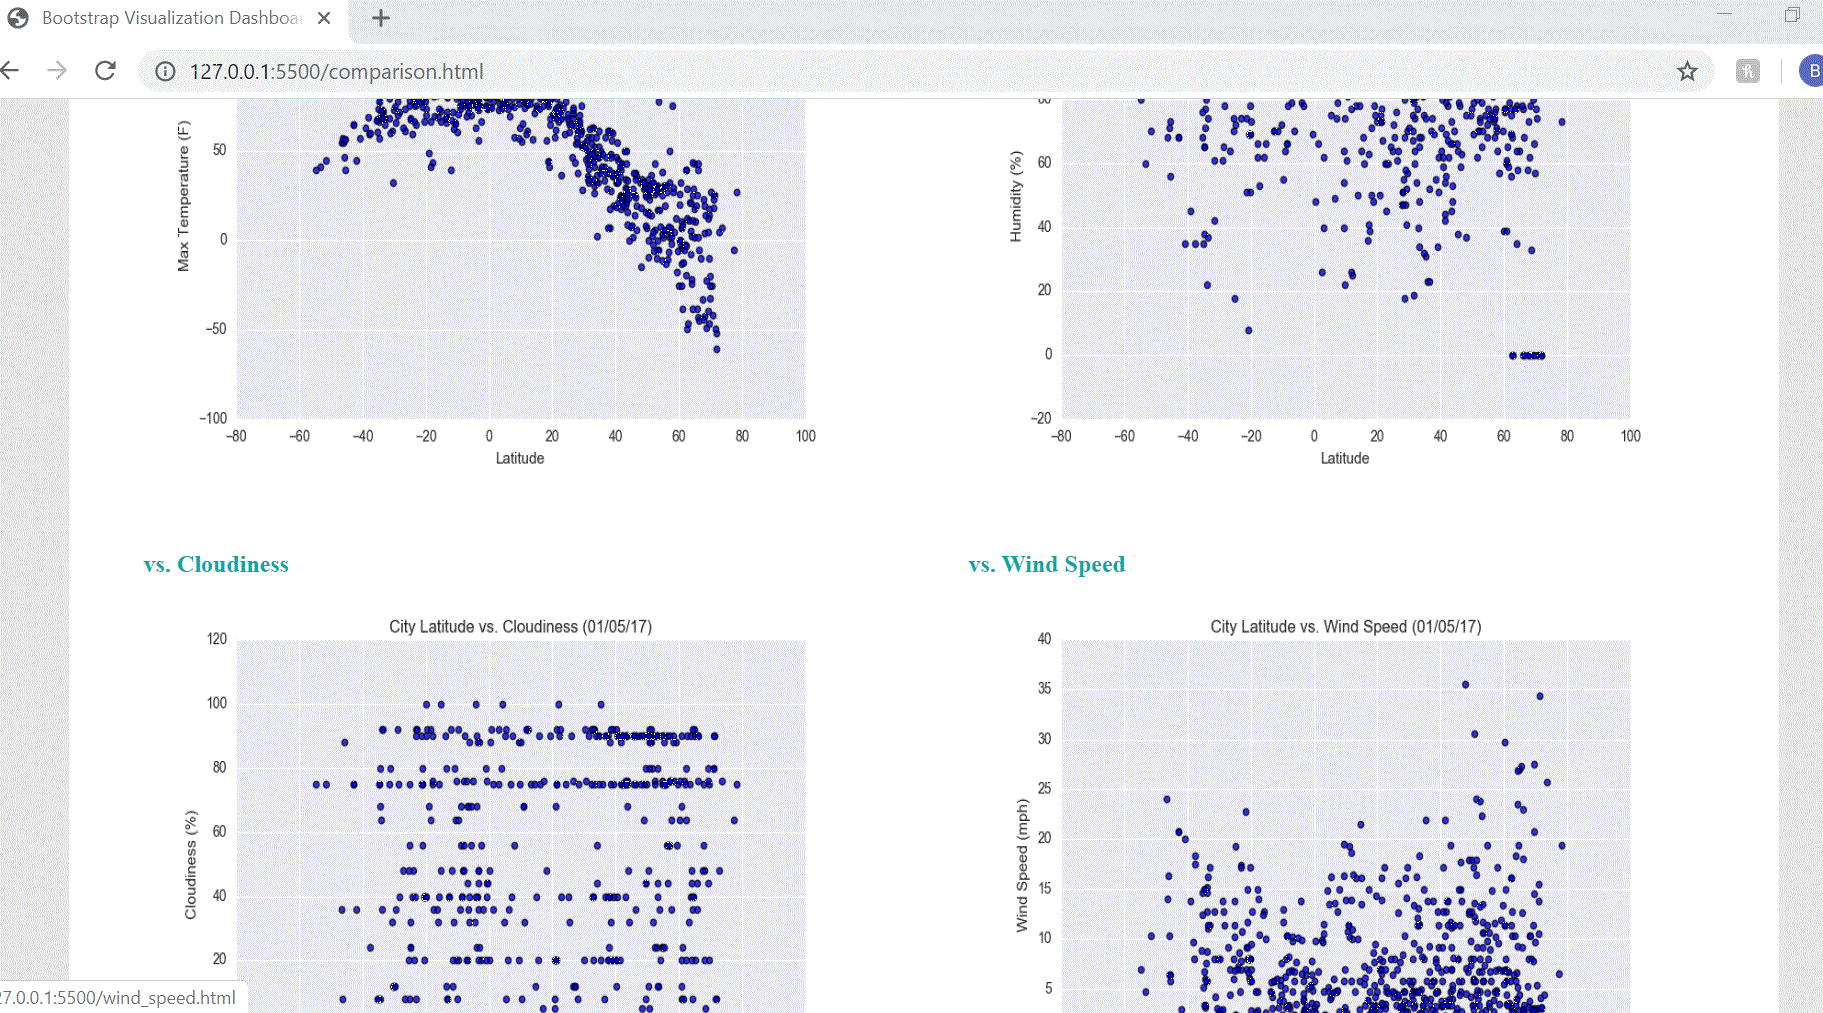 Bootstrap Visualization Dashboar
127.0.0.1:5500/comparison.html
B
Max Temperature (F)
50
0
−50
−100
−80 −60 −40 −20 0 20 40 60 80 100
Latitude
Humidity (%)
80
60
40
20
0
−20
−80 −60 −40 −20 0 20 40 60 80 100
Latitude
vs. Cloudiness
City Latitude vs. Cloudiness (01/05/17)
Cloudiness (%)
120
100
80
60
40
20
vs. Wind Speed
City Latitude vs. Wind Speed (01/05/17)
Wind Speed (mph)
40
35
30
25
20
15
10
5
27.0.0.1:5500/wind_speed.html